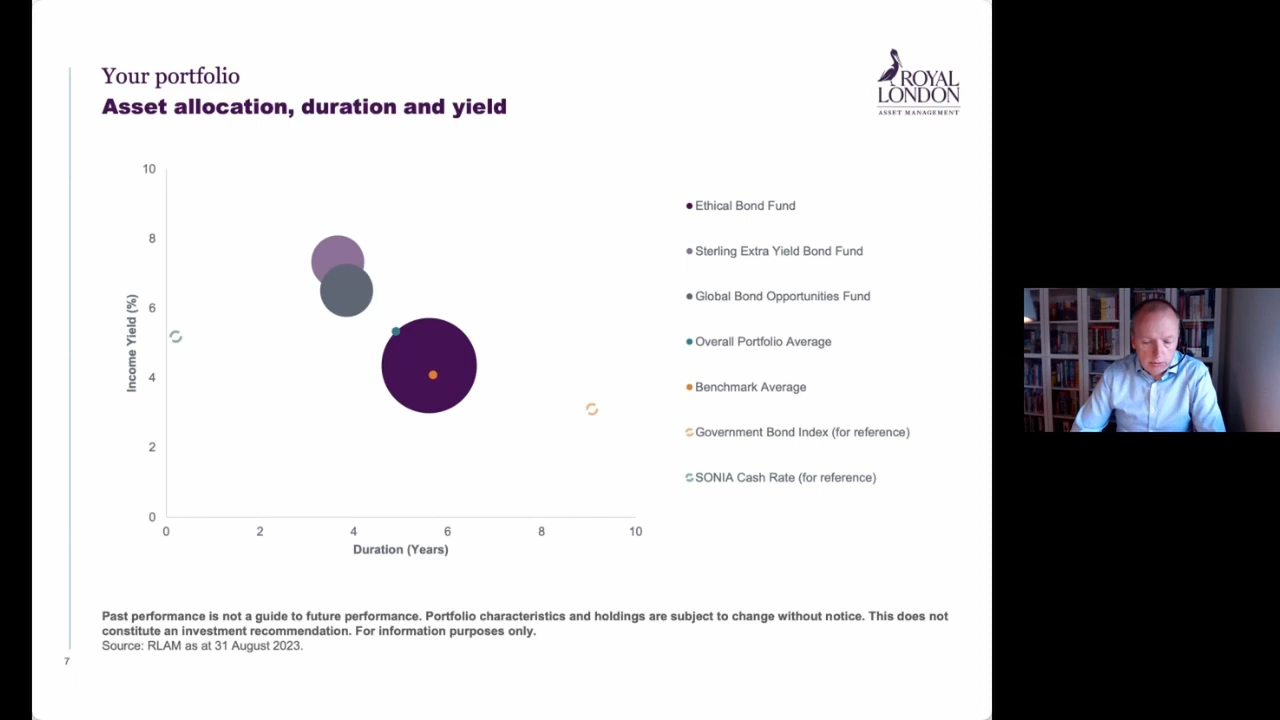 Your portfolio
Asset allocation, duration and yield
ROYAL
LONDON
ASSET MANAGEMENT
10
8
6
4
2
0
Income Yield (%)
0 2 4 6 8 10
Duration (Years)
Ethical Bond Fund
Sterling Extra Yield Bond Fund
Global Bond Opportunities Fund
Overall Portfolio Average
Benchmark Average
Government Bond Index (for reference)
SONIA Cash Rate (for reference)
Past performance is not a guide to future performance. Portfolio characteristics and holdings are subject to change without notice. This does not
constitute an investment recommendation. For information purposes only.
Source: RLAM as at 31 August 2023.
7